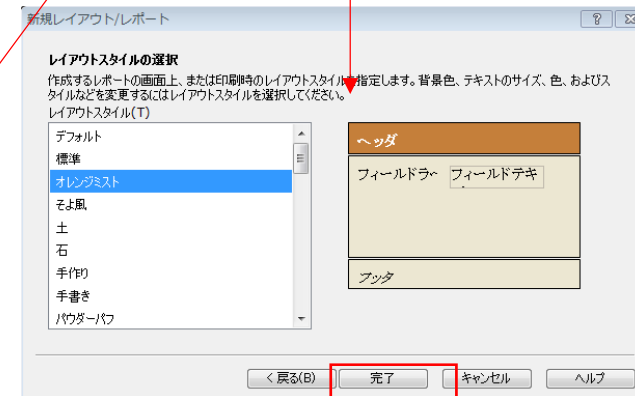 新規レイアウト/レポート
レイアウトスタイルの選択
作成するレポートの画面上、または印刷時のレイアウトスタイルを指定します。背景色、テキストのサイズ、色、およびス
タイルなどを変更するにはレイアウトスタイルを選択してください。
レイアウトスタイル(T)
デフォルト
標準
オレンジミスト
そよ風
土
石
手作り
手書き
パウダーパフ
ヘッダ
フィールドラベ フィールドテキ
フッタ
< 戻る(B) 完了 キャンセル ヘルプ